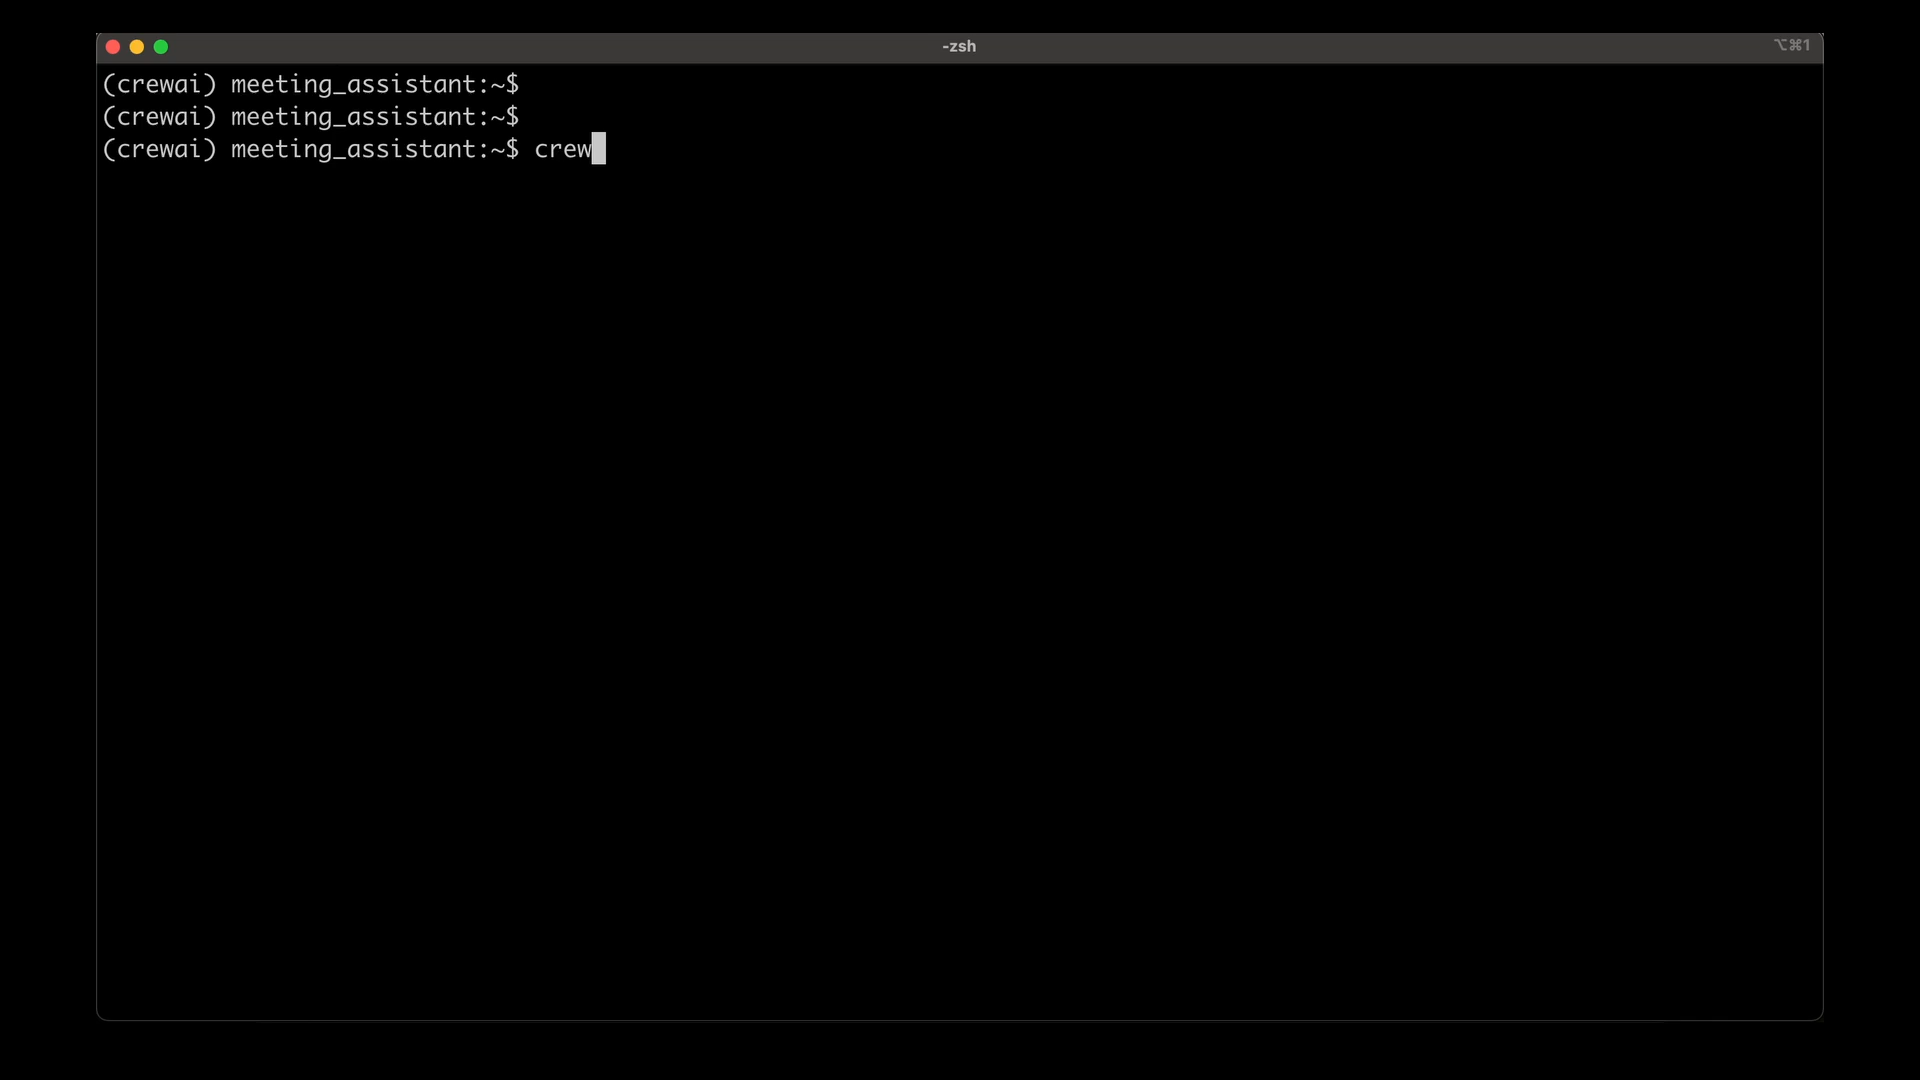 -zsh
⌥⌘1
(crewai) meeting_assistant:~$
(crewai) meeting_assistant:~$
(crewai) meeting_assistant:~$ crew